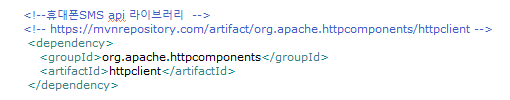 <!--휴대폰SMS api 라이브러리  -->
<!-- https://mvnrepository.com/artifact/org.apache.httpcomponents/httpclient -->
<dependency>
<groupId>org.apache.httpcomponents</groupId>
<artifactId>httpclient</artifactId>
</dependency>